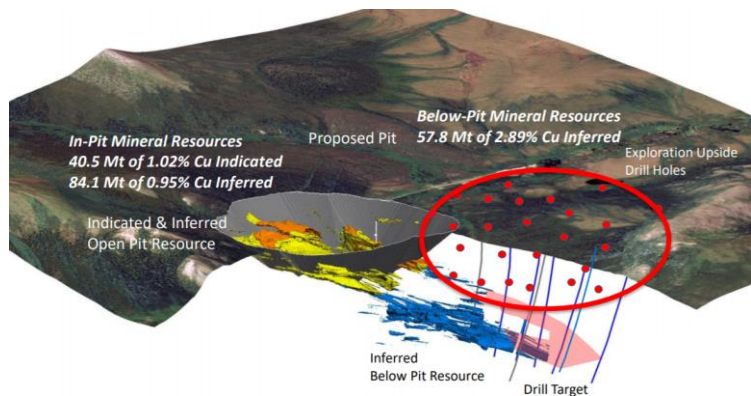 In-Pit Mineral Resources
40.5 Mt of 1.02% Cu Indicated
84.1 Mt of 0.95% Cu Inferred
Proposed Pit
Below-Pit Mineral Resources
57.8 Mt of 2.89% Cu Inferred
Exploration Upside
Drill Holes
Indicated & Inferred
Open Pit Resource
Inferred
Below Pit Resource
Drill Target